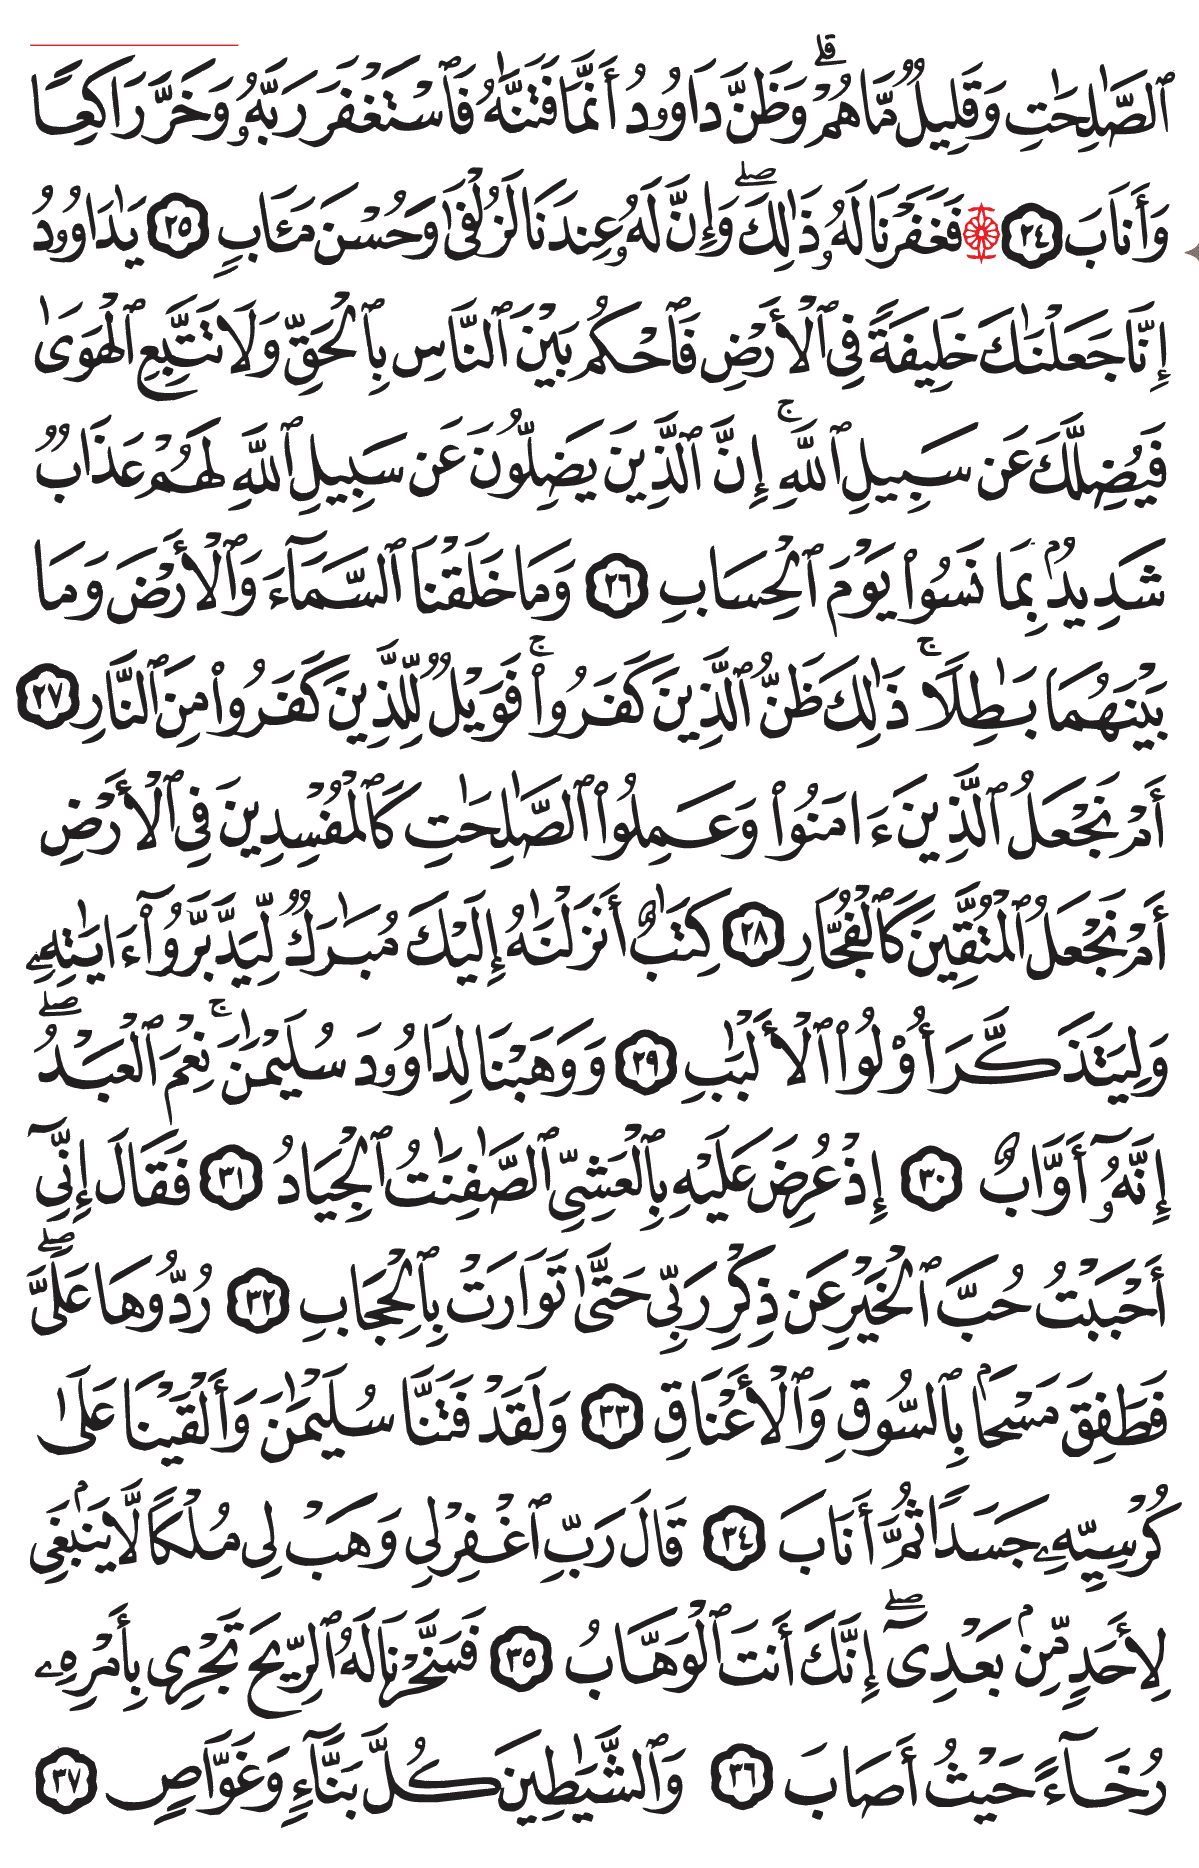 ٱلصَّٰلِحَٰتِ وَقَلِيلٌ مَّا هُمْ ۗ وَظَنَّ دَاوُۥدُ أَنَّمَا فَتَنَّٰهُ فَٱسْتَغْفَرَ رَبَّهُۥ وَخَرَّ رَاكِعًا
وَأَنَابَ ۩ ٢٤ فَغَفَرْنَا لَهُۥ ذَٰلِكَ ۖ وَإِنَّ لَهُۥ عِندَنَا لَزُلْفَىٰ وَحُسْنَ مَـَٔابٍ ٢٥ يَٰدَاوُۥدُ
إِنَّا جَعَلْنَٰكَ خَلِيفَةً فِى ٱلْأَرْضِ فَٱحْكُم بَيْنَ ٱلنَّاسِ بِٱلْحَقِّ وَلَا تَتَّبِعِ ٱلْهَوَىٰ
فَيُضِلَّكَ عَن سَبِيلِ ٱللَّهِ ۚ إِنَّ ٱلَّذِينَ يَضِلُّونَ عَن سَبِيلِ ٱللَّهِ لَهُمْ عَذَابٌ
شَدِيدٌۢ بِمَا نَسُوا۟ يَوْمَ ٱلْحِسَابِ ٢٦ وَمَا خَلَقْنَا ٱلسَّمَآءَ وَٱلْأَرْضَ وَمَا
بَيْنَهُمَا بَٰطِلًا ۚ ذَٰلِكَ ظَنُّ ٱلَّذِينَ كَفَرُوا۟ ۚ فَوَيْلٌ لِّلَّذِينَ كَفَرُوا۟ مِنَ ٱلنَّارِ ٢٧
أَمْ نَجْعَلُ ٱلَّذِينَ ءَامَنُوا۟ وَعَمِلُوا۟ ٱلصَّٰلِحَٰتِ كَٱلْمُفْسِدِينَ فِى ٱلْأَرْضِ
أَمْ نَجْعَلُ ٱلْمُتَّقِينَ كَٱلْفُجَّارِ ٢٨ كِتَٰبٌ أَنزَلْنَٰهُ إِلَيْكَ مُبَٰرَكٌ لِّيَدَّبَّرُوٓا۟ ءَايَٰتِهِۦ
وَلِيَتَذَكَّرَ أُو۟لُوا۟ ٱلْأَلْبَٰبِ ٢٩ وَوَهَبْنَا لِدَاوُۥدَ سُلَيْمَٰنَ ۚ نِعْمَ ٱلْعَبْدُ ۖ
إِنَّهُۥٓ أَوَّابٌ ٣٠ إِذْ عُرِضَ عَلَيْهِ بِٱلْعَشِىِّ ٱلصَّٰفِنَٰتُ ٱلْجِيَادُ ٣١ فَقَالَ إِنِّىٓ
أَحْبَبْتُ حُبَّ ٱلْخَيْرِ عَن ذِكْرِ رَبِّى حَتَّىٰ تَوَارَتْ بِٱلْحِجَابِ ٣٢ رُدُّوهَا عَلَىَّ ۖ
فَطَفِقَ مَسْحًۢا بِٱلسُّوقِ وَٱلْأَعْنَاقِ ٣٣ وَلَقَدْ فَتَنَّا سُلَيْمَٰنَ وَأَلْقَيْنَا عَلَىٰ
كُرْسِيِّهِۦ جَسَدًا ثُمَّ أَنَابَ ٣٤ قَالَ رَبِّ ٱغْفِرْ لِى وَهَبْ لِى مُلْكًا لَّا يَنۢبَغِى
لِأَحَدٍ مِّنۢ بَعْدِىٓ ۖ إِنَّكَ أَنتَ ٱلْوَهَّابُ ٣٥ فَسَخَّرْنَا لَهُ ٱلرِّيحَ تَجْرِى بِأَمْرِهِۦ
رُخَآءً حَيْثُ أَصَابَ ٣٦ وَٱلشَّيَٰطِينَ كُلَّ بَنَّآءٍ وَغَوَّاصٍ ٣٧